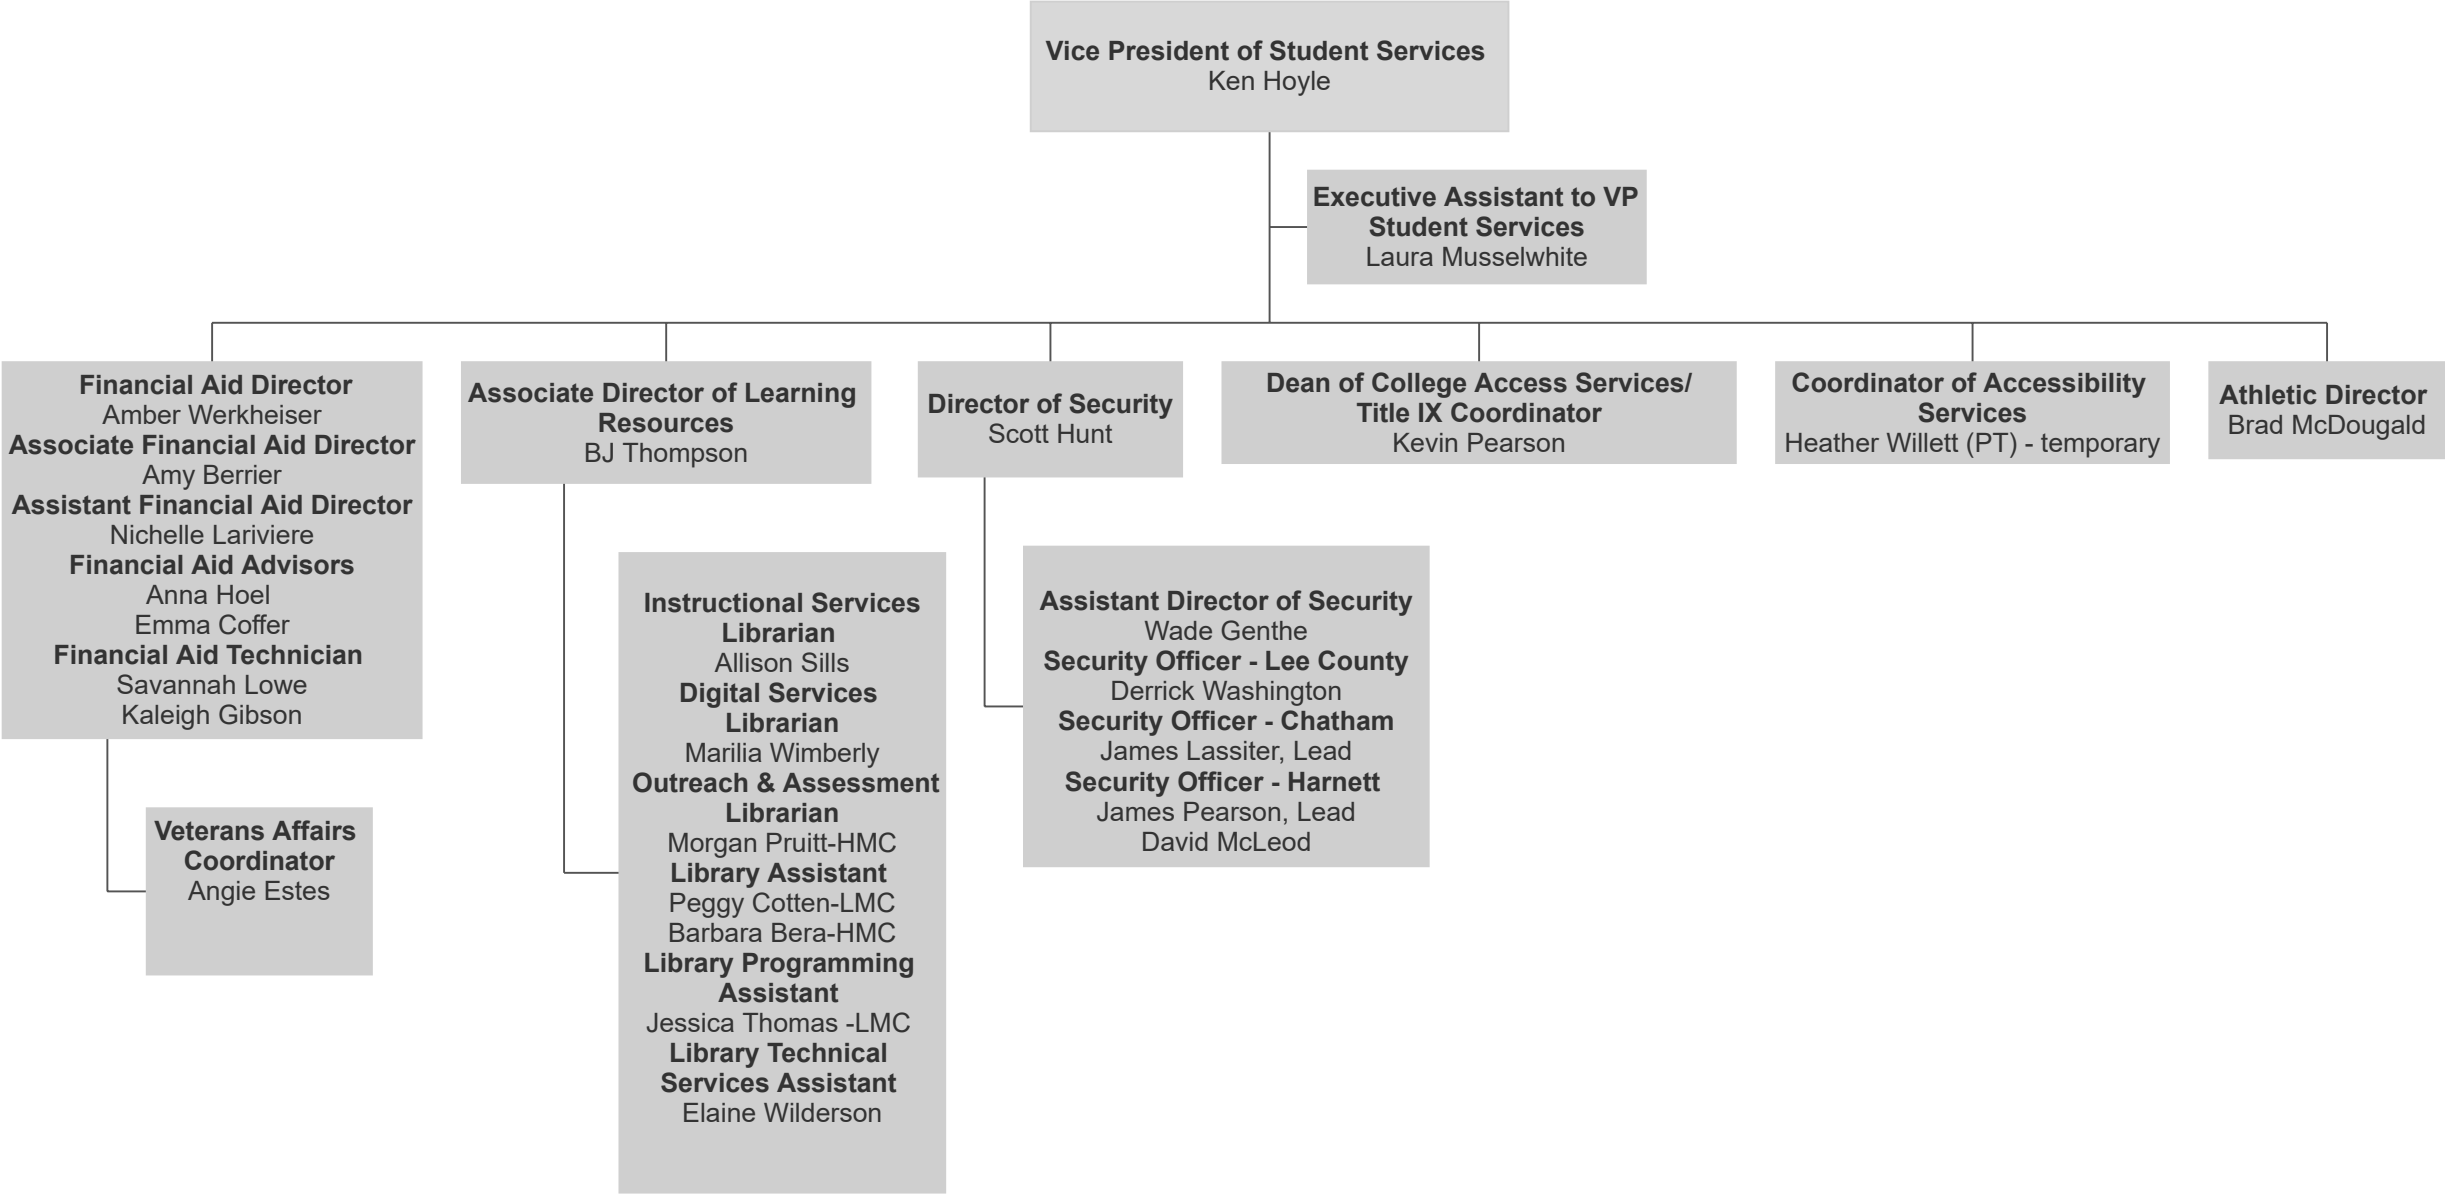 Vice President of Student Services
Ken Hoyle
Executive Assistant to VP
Student Services
Laura Musselwhite
Financial Aid Director
Amber Werkheiser
Associate Financial Aid Director
Amy Berrier
Assistant Financial Aid Director
Nichelle Lariviere
Financial Aid Advisors
Anna Hoel
Emma Coffer
Financial Aid Technician
Savannah Lowe
Kaleigh Gibson
Veterans Affairs
Coordinator
Angie Estes
Associate Director of Learning
Resources
BJ Thompson
Instructional Services
Librarian
Allison Sills
Digital Services
Librarian
Marilia Wimberly
Outreach & Assessment
Librarian
Morgan Pruitt-HMC
Library Assistant
Peggy Cotten-LMC
Barbara Bera-HMC
Library Programming
Assistant
Jessica Thomas -LMC
Library Technical
Services Assistant
Elaine Wilderson
Director of Security
Scott Hunt
Assistant Director of Security
Wade Genthe
Security Officer - Lee County
Derrick Washington
Security Officer - Chatham
James Lassiter, Lead
Security Officer - Harnett
James Pearson, Lead
David McLeod
Dean of College Access Services/
Title IX Coordinator
Kevin Pearson
Coordinator of Accessibility
Services
Heather Willett (PT) - temporary
Athletic Director
Brad McDougald